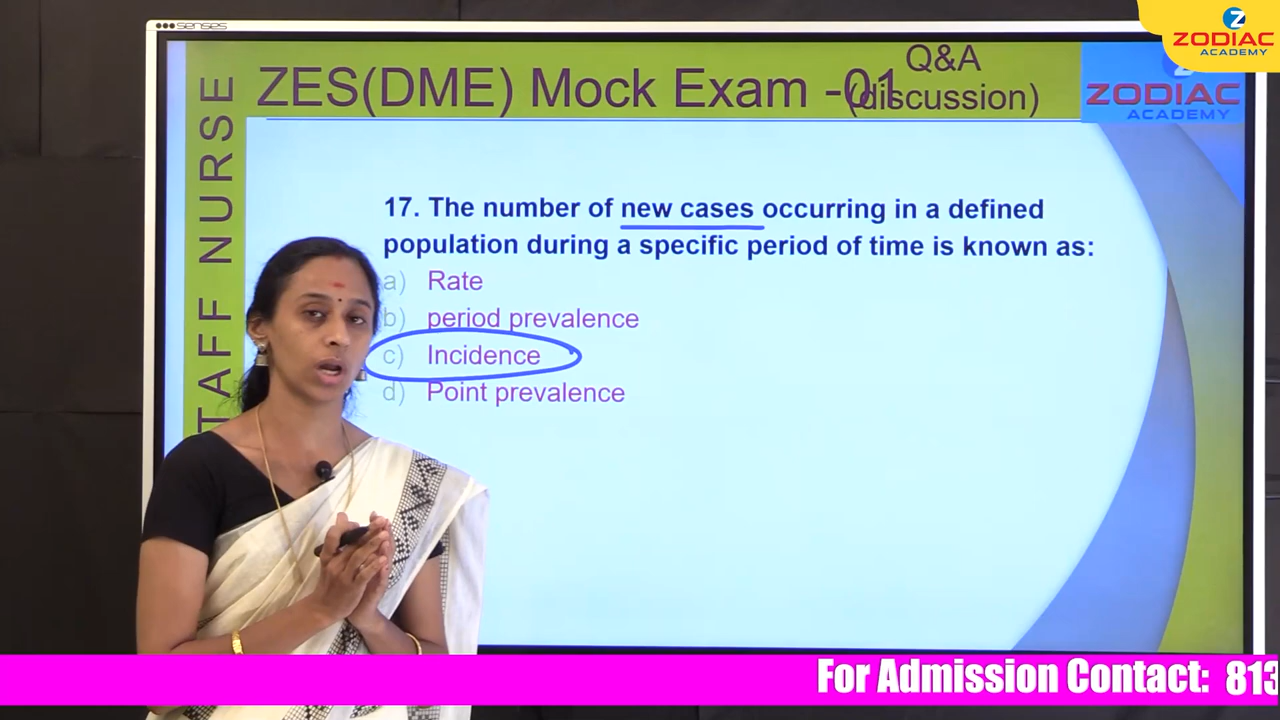 senses
ZODIAC
ACADEMY
STAFF NURSE
ZES(DME) Mock Exam -01
Q&A
(discussion)
ZODIAC
ACADEMY
17. The number of new cases occurring in a defined
population during a specific period of time is known as:
a) Rate
b) period prevalence
c) Incidence
d) Point prevalence
For Admission Contact: 813